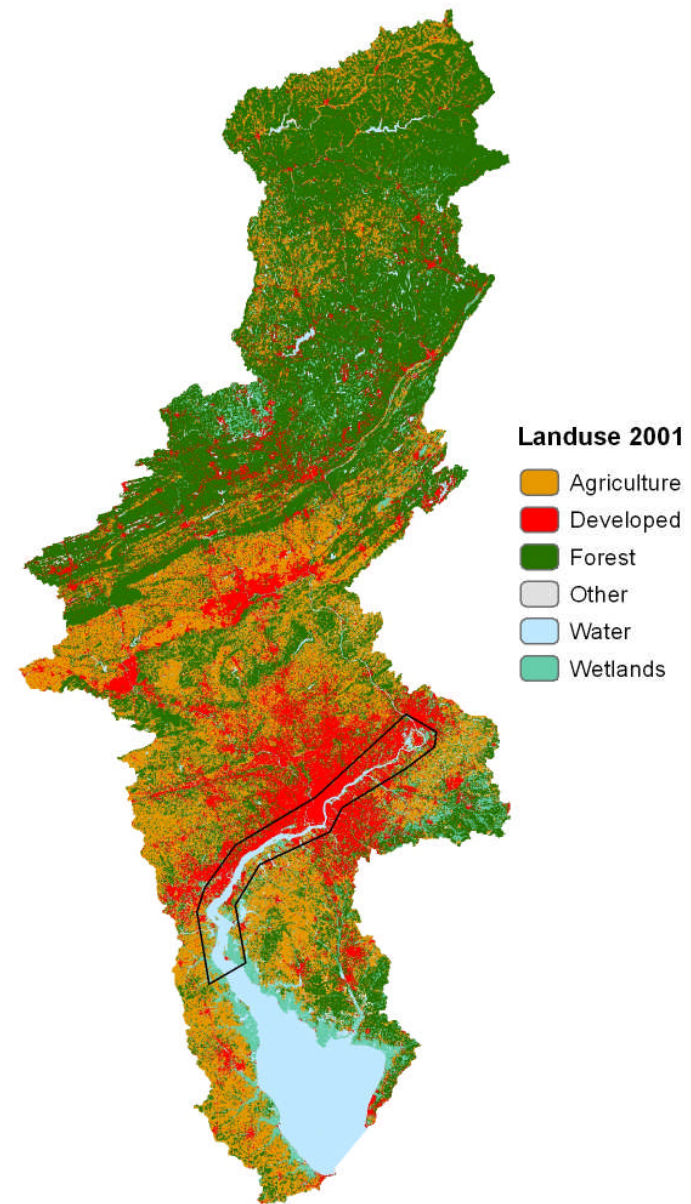 Landuse 2001
Agriculture
Developed
Forest
Other
Water
Wetlands